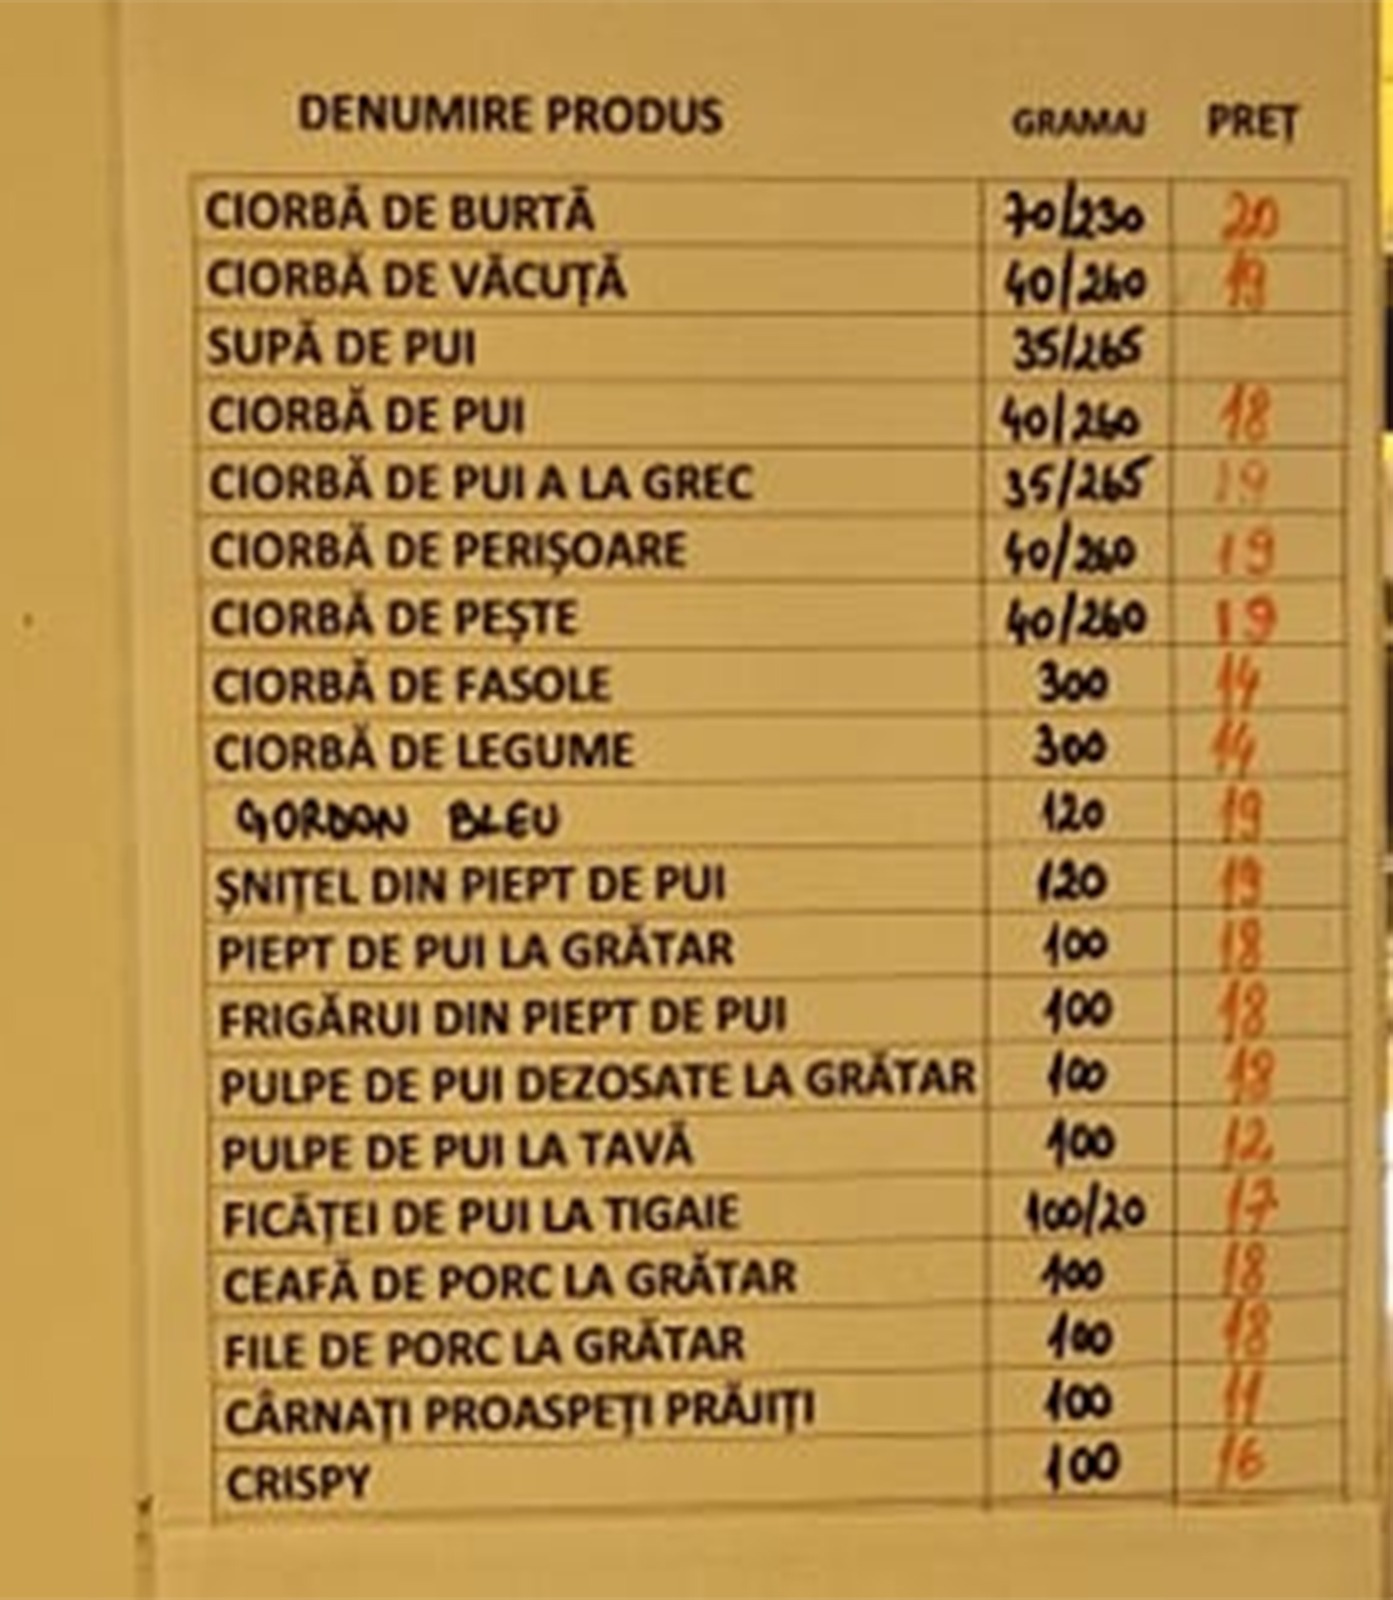 DENUMIRE PRODUS GRAMAJ PREȚ
CIORBĂ DE BURTĂ 70/230 20
CIORBĂ DE VĂCUȚĂ 40/260 19
SUPĂ DE PUI 35/265
CIORBĂ DE PUI 40/260 18
CIORBĂ DE PUI A LA GREC 35/265 19
CIORBĂ DE PERIȘOARE 40/260 19
CIORBĂ DE PEȘTE 40/260 19
CIORBĂ DE FASOLE 300 14
CIORBĂ DE LEGUME 300 14
GORDON BLEU 120 19
ȘNIȚEL DIN PIEPT DE PUI 120 19
PIEPT DE PUI LA GRĂTAR 100 18
FRIGĂRUI DIN PIEPT DE PUI 100 18
PULPE DE PUI DEZOSATE LA GRĂTAR 100 18
PULPE DE PUI LA TAVĂ 100 12
FICĂȚEI DE PUI LA TIGAIE 100/20 17
CEAFĂ DE PORC LA GRĂTAR 100 18
FILE DE PORC LA GRĂTAR 100 18
CÂRNAȚI PROASPEȚI PRĂJIȚI 100 11
CRISPY 100 16